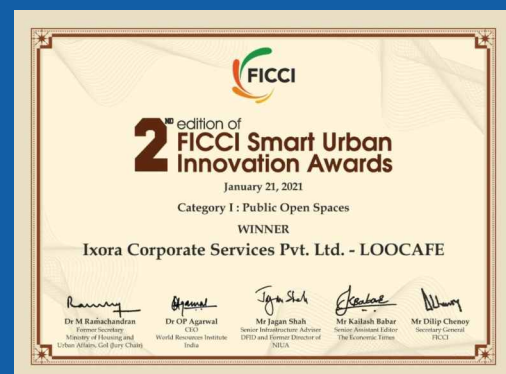 FICCI
2ND edition of
FICCI Smart Urban
Innovation Awards
January 21, 2021
Category I : Public Open Spaces
WINNER
Ixora Corporate Services Pvt. Ltd. - LOOCAFE
Dr M Ramachandran
Former Secretary
Ministry of Housing and
Urban Affairs, GoI (Jury Chair)
Dr OP Agarwal
CEO
World Resources Institute
India
Mr Jagan Shah
Senior Infrastructure Adviser
DFID and Former Director of
NIUA
Mr Kailash Babar
Senior Assistant Editor
The Economic Times
Mr Dilip Chenoy
Secretary General
FICCI